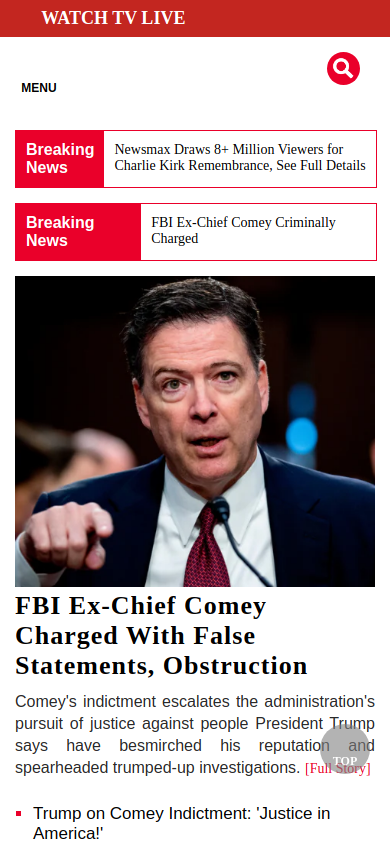 WATCH TV LIVE
MENU
Breaking News
Newsmax Draws 8+ Million Viewers for
Charlie Kirk Remembrance, See Full Details
Breaking News
FBI Ex-Chief Comey Criminally
Charged
FBI Ex-Chief Comey
Charged With False
Statements, Obstruction
Comey's indictment escalates the administration's
pursuit of justice against people President Trump
says have besmirched his reputation and
spearheaded trumped-up investigations. [Full Story]
TOP
Trump on Comey Indictment: 'Justice in
America!'